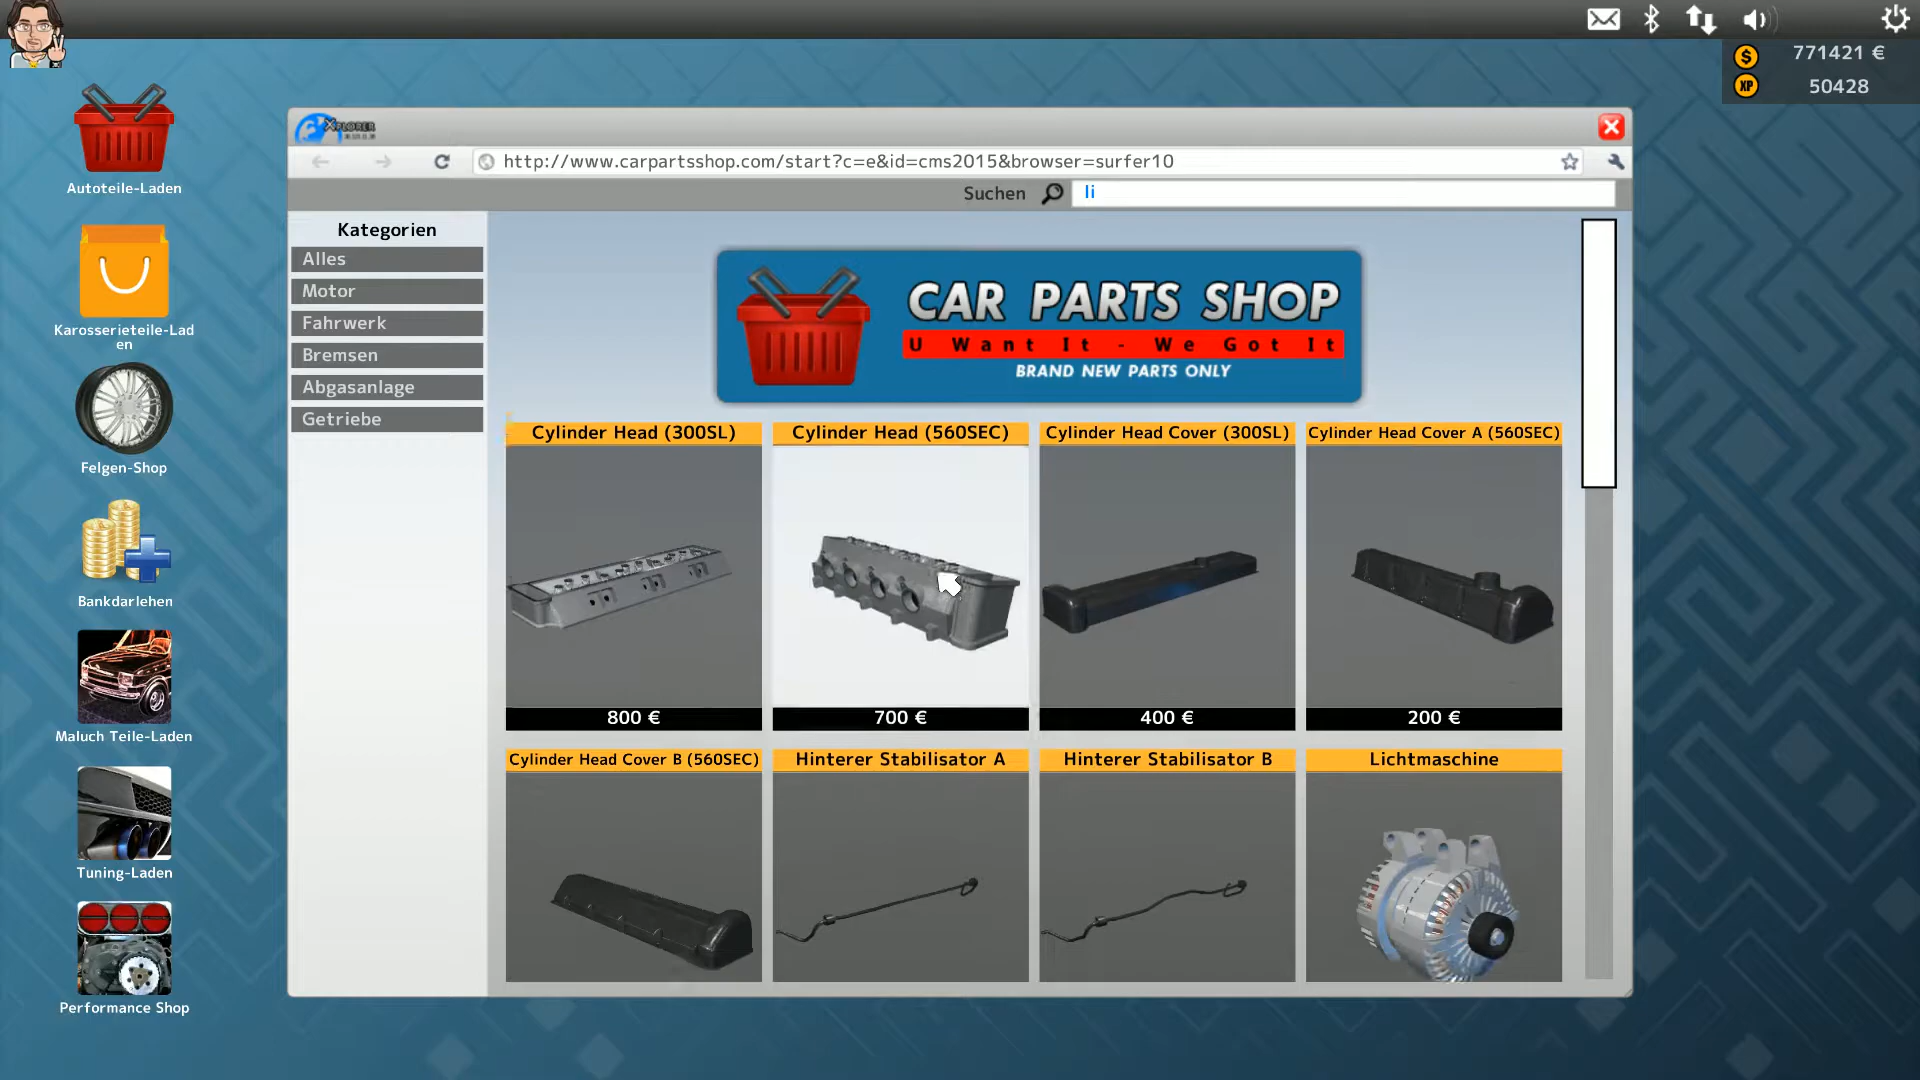 771421 €
XP
50428
Autoteile-Laden
Karosserieteile-Lad
en
Felgen-Shop
Bankdarlehen
Maluch Teile-Laden
Tuning-Laden
Performance Shop
XPLORER
http://www.carpartsshop.com/start?c=e&id=cms2015&browser=surfer10
Suchen
li
Kategorien
Alles
Motor
Fahrwerk
Bremsen
Abgasanlage
Getriebe
CAR PARTS SHOP
U Want It - We Got It
BRAND NEW PARTS ONLY
Cylinder Head (300SL)
Cylinder Head (560SEC)
Cylinder Head Cover (300SL)
Cylinder Head Cover A (560SEC)
800 €
700 €
400 €
200 €
Cylinder Head Cover B (560SEC)
Hinterer Stabilisator A
Hinterer Stabilisator B
Lichtmaschine